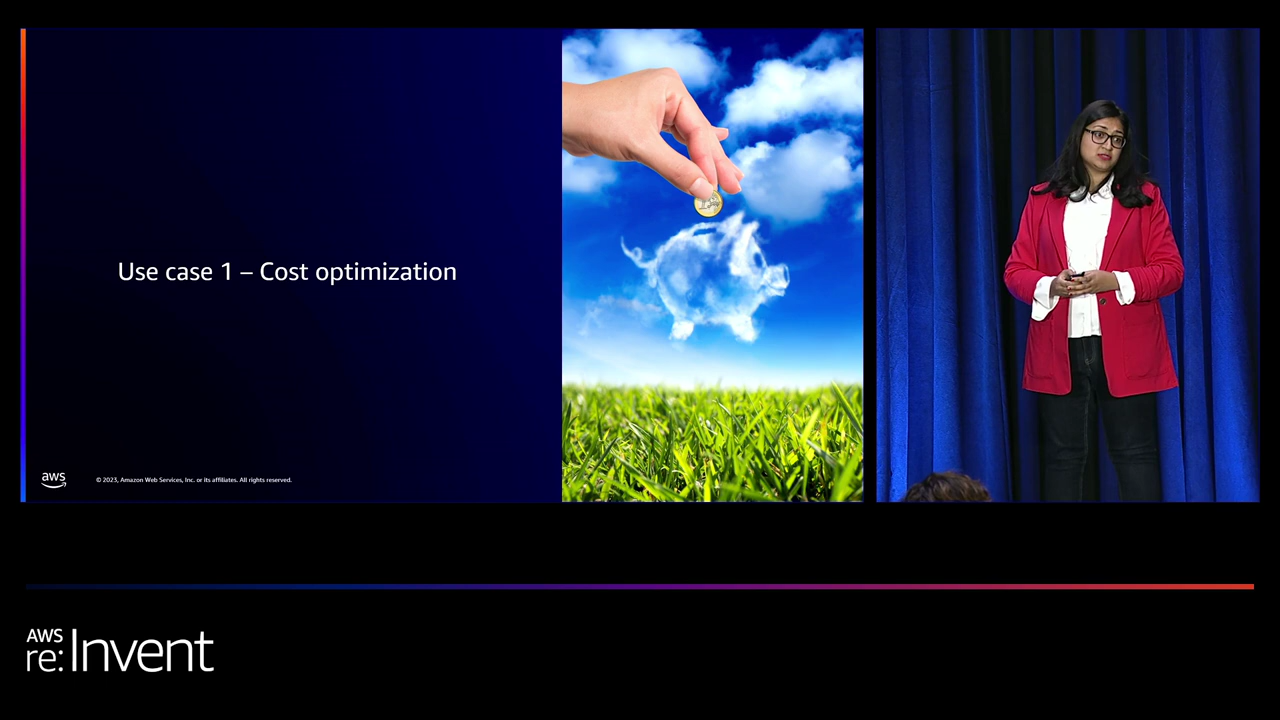 Use case 1 – Cost optimization
aws
© 2023, Amazon Web Services, Inc. or its affiliates. All rights reserved.
AWS
re:Invent